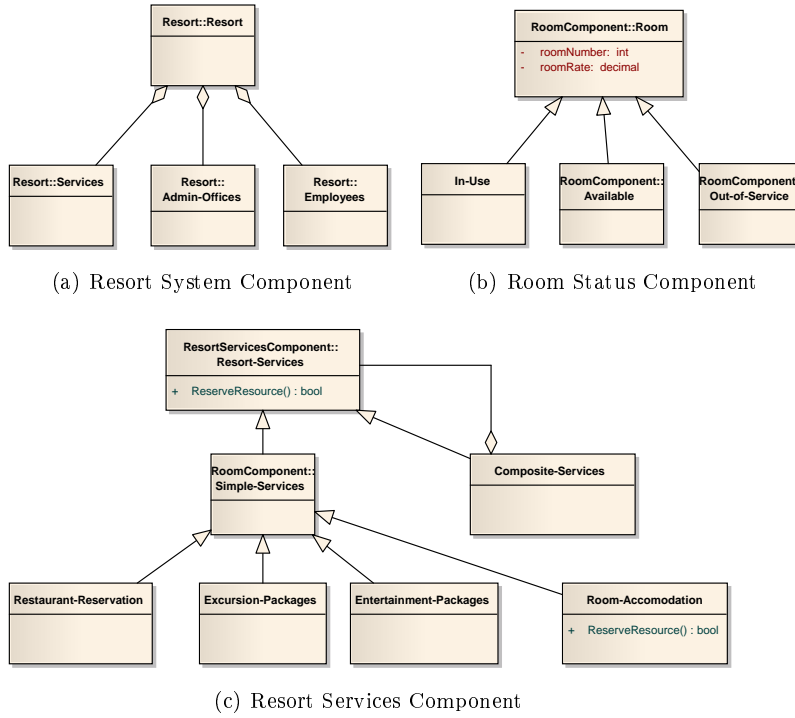 Resort::Resort
Resort::Services
Resort::
Admin-Offices
Resort::
Employees
(a) Resort System Component
RoomComponent::Room
- roomNumber: int
- roomRate: decimal
In-Use
RoomComponent::
Available
RoomComponent
Out-of-Service
(b) Room Status Component
ResortServicesComponent::
Resort-Services
+ ReserveResource() : bool
RoomComponent::
Simple-Services
Composite-Services
Restaurant-Reservation
Excursion-Packages
Entertainment-Packages
Room-Accomodation
+ ReserveResource() : bool
(c) Resort Services Component